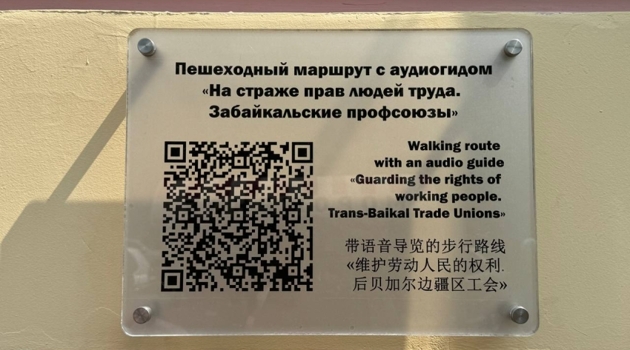 Пешеходный маршрут с аудиогидом
«На страже прав людей труда.
Забайкальские профсоюзы»
Walking route
with an audio guide
«Guarding the rights of
working people.
Trans-Baikal Trade Unions»
带语音导览的步行路线
«维护劳动人民的权利.
后贝加尔边疆区工会»